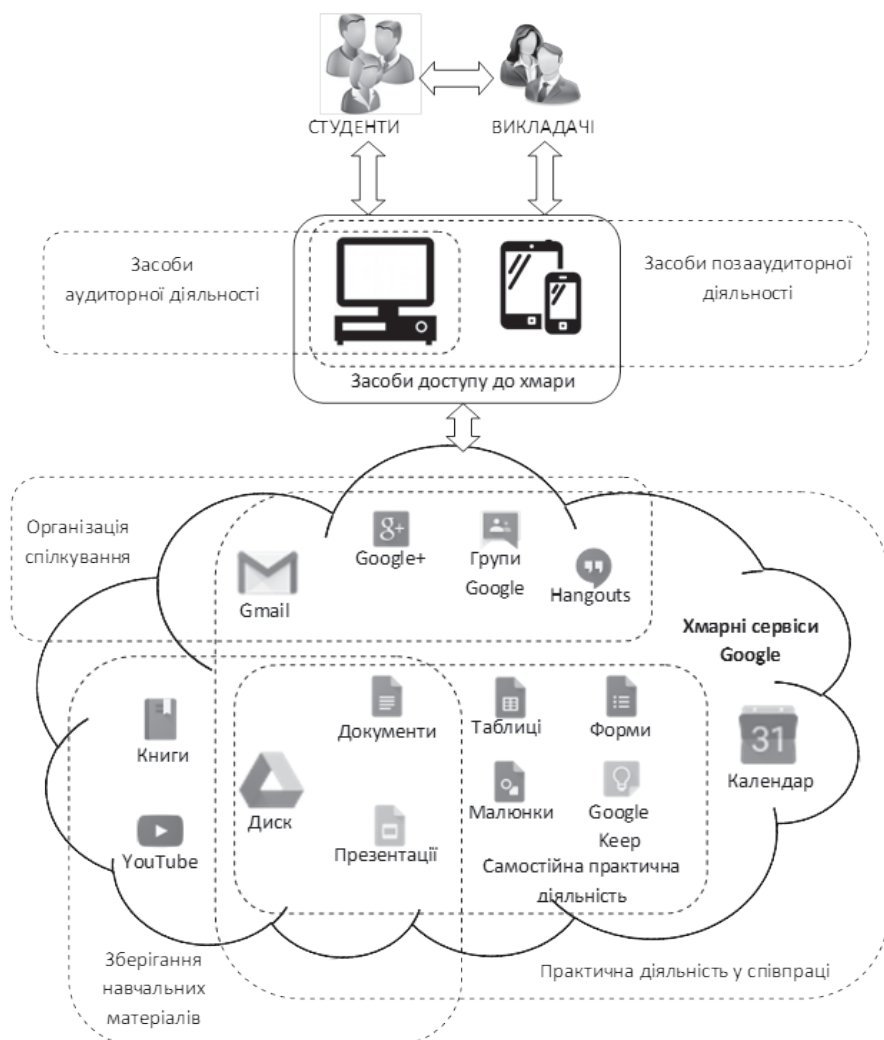 СТУДЕНТИ
ВИКЛАДАЧІ
Засоби
аудиторної діяльності
Засоби позааудиторної
діяльності
Засоби доступу до хмари
Організація
спілкування
g+
Google+
Групи
Google
Hangouts
Gmail
Хмарні сервіси
Google
Книги
Документи
Таблиці
Форми
31
Календар
Диск
YouTube
Презентації
Малюнки
Google
Keep
Самостійна практична
діяльність
Зберігання
навчальних
матеріалів
Практична діяльність у співпраці